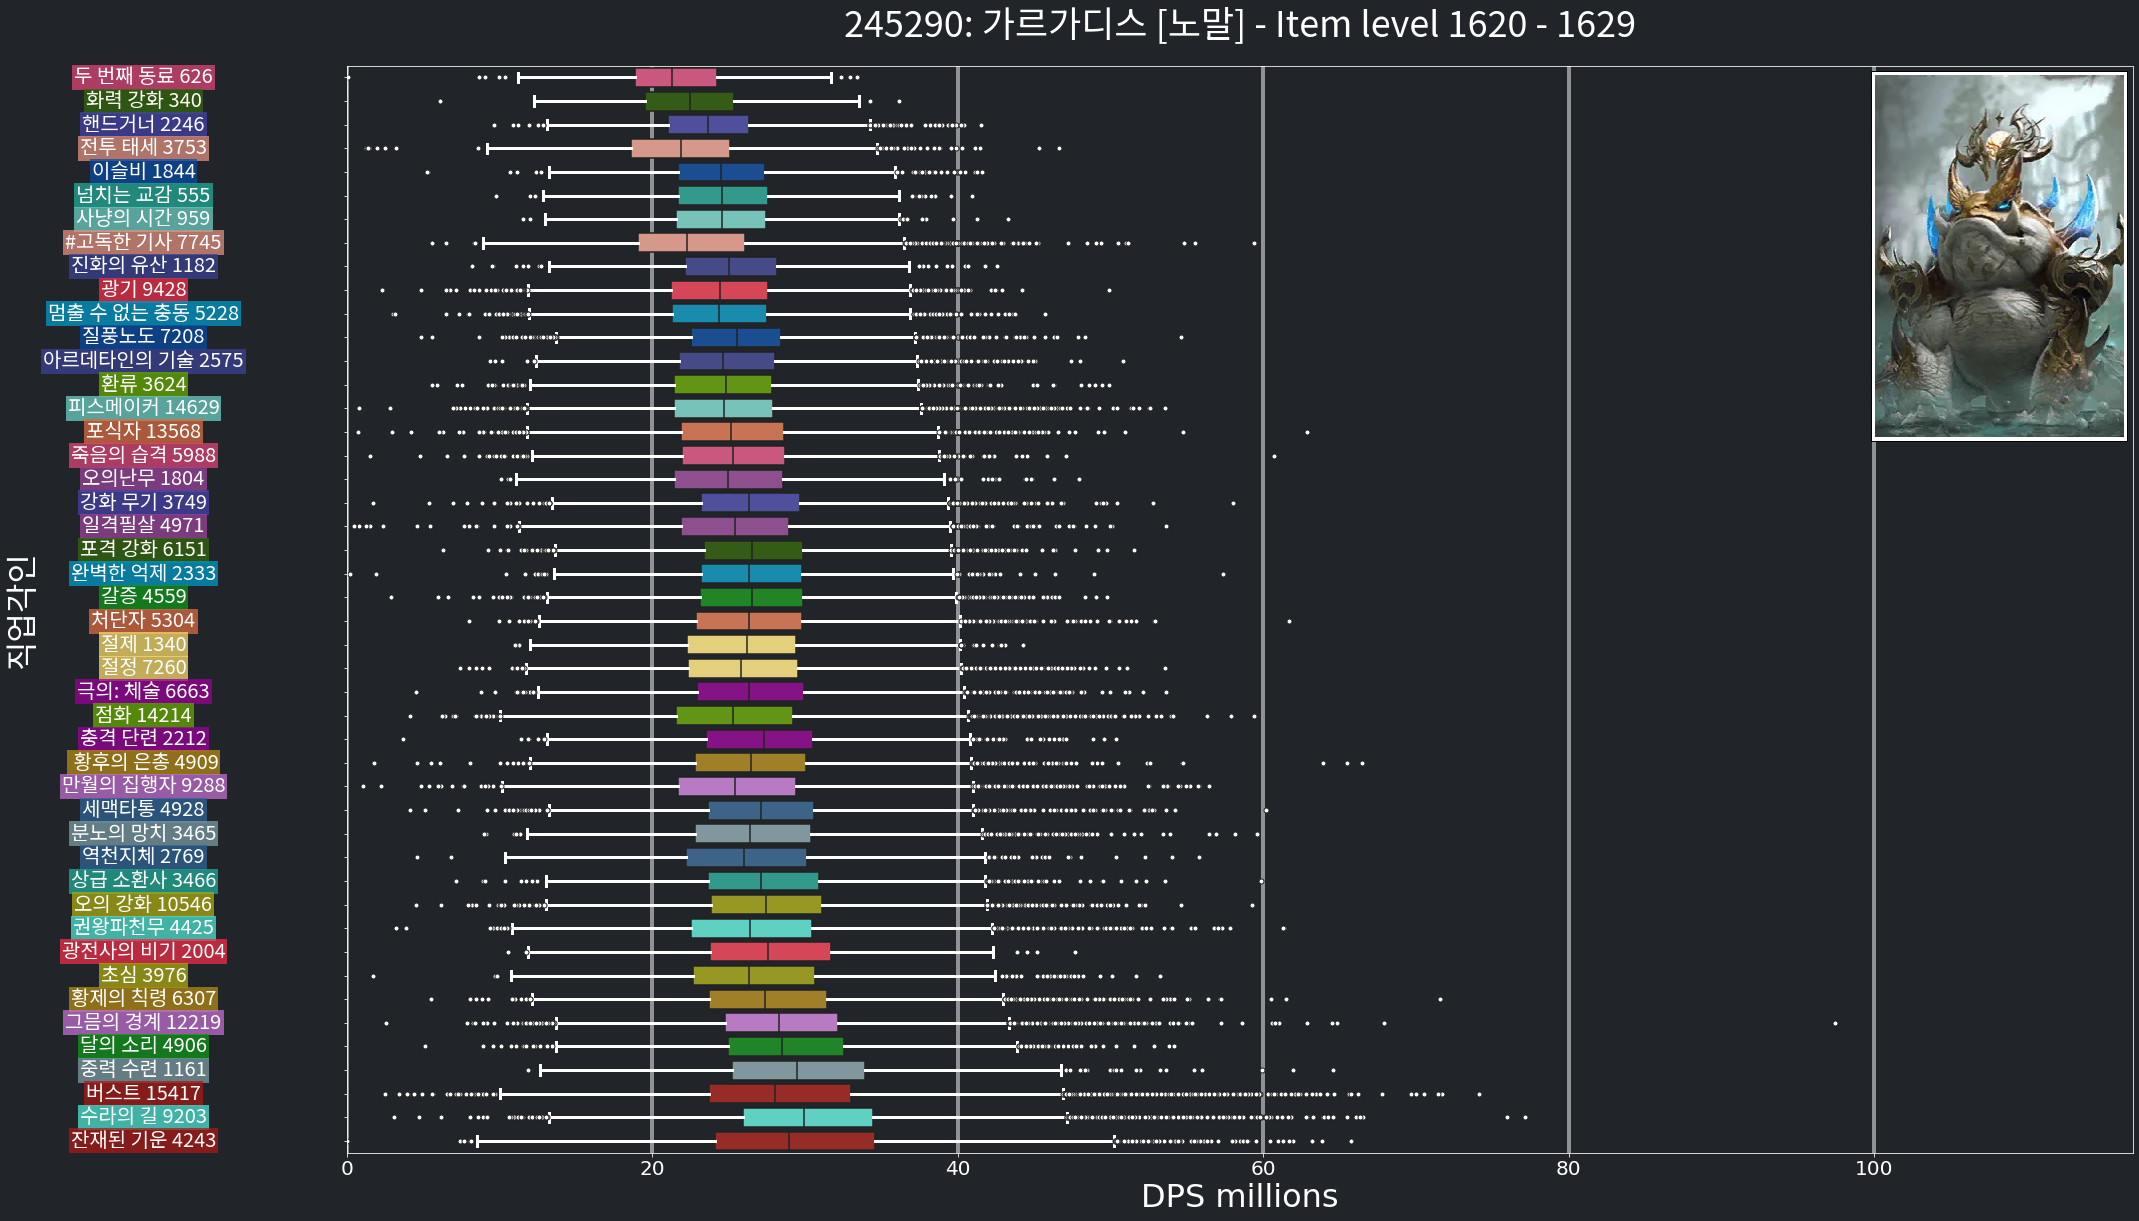 245290: 가르가디스 [노말] - Item level 1620 - 1629
두 번째 동료 626
화력 강화 340
핸드거너 2246
전투 태세 3753
이슬비 1844
넘치는 교감 555
사냥의 시간 959
#고독한 기사 7745
진화의 유산 1182
광기 9428
멈출 수 없는 충동 5228
질풍노도 7208
아르데타인의 기술 2575
환류 3624
피스메이커 14629
포식자 13568
죽음의 습격 5988
오의난무 1804
강화 무기 3749
일격필살 4971
포격 강화 6151
완벽한 억제 2333
갈증 4559
처단자 5304
절제 1340
절정 7260
극의: 체술 6663
점화 14214
충격 단련 2212
황후의 은총 4909
만월의 집행자 9288
세맥타통 4928
분노의 망치 3465
역천지체 2769
상급 소환사 3466
오의 강화 10546
권왕파천무 4425
광전사의 비기 2004
초심 3976
황제의 칙령 6307
그믐의 경계 12219
달의 소리 4906
중력 수련 1161
버스트 15417
수라의 길 9203
잔재된 기운 4243
직업각인
0 20 40 60 80 100
DPS millions